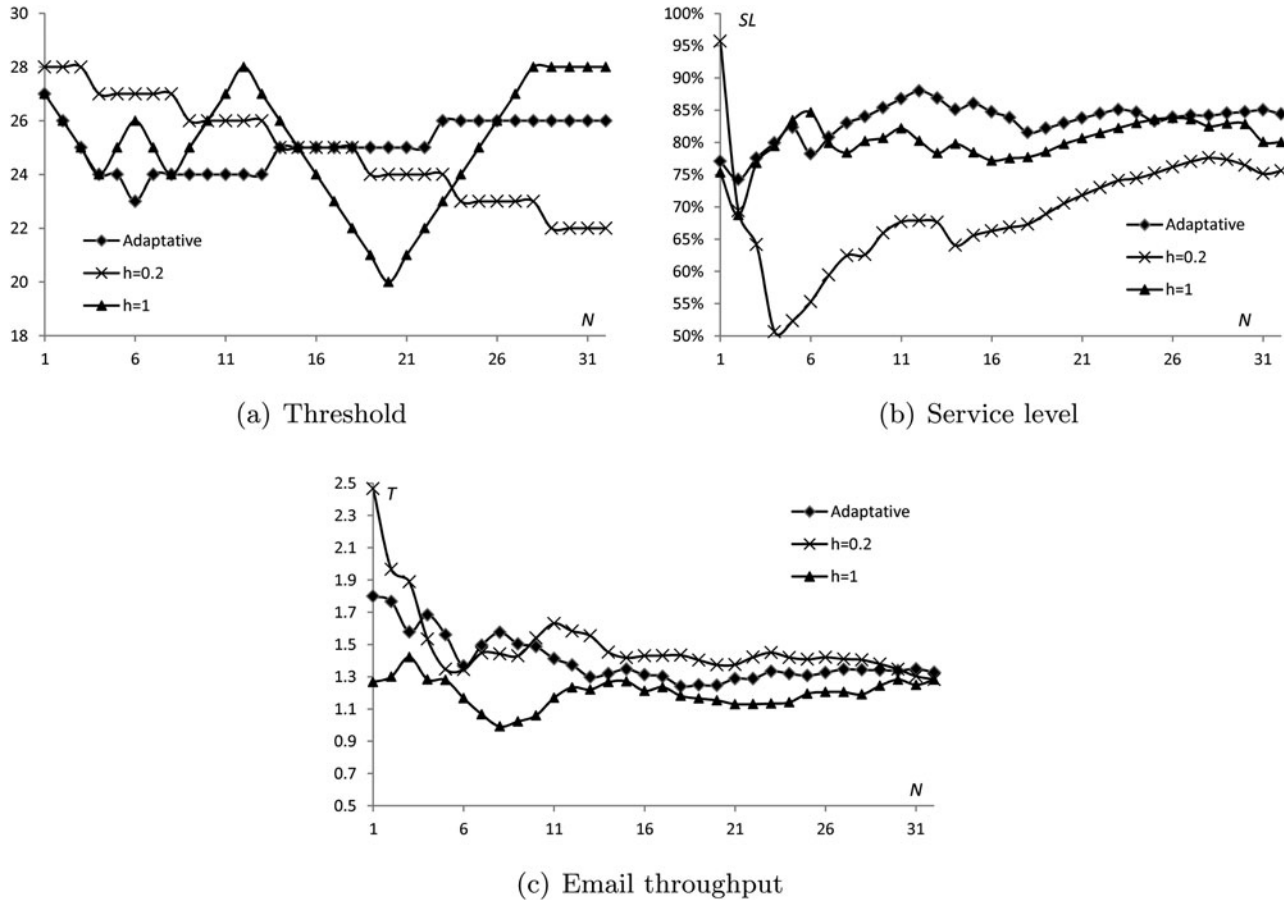 30
28
26
24
22
20
18
Adaptative
h=0.2
h=1
N
1 6 11 16 21 26 31
(a) Threshold
100%
95%
90%
85%
80%
75%
70%
65%
60%
55%
50%
SL
Adaptative
h=0.2
h=1
N
1 6 11 16 21 26 31
(b) Service level
2.5
2.3
2.1
1.9
1.7
1.5
1.3
1.1
0.9
0.7
0.5
T
Adaptative
h=0.2
h=1
N
1 6 11 16 21 26 31
(c) Email throughput